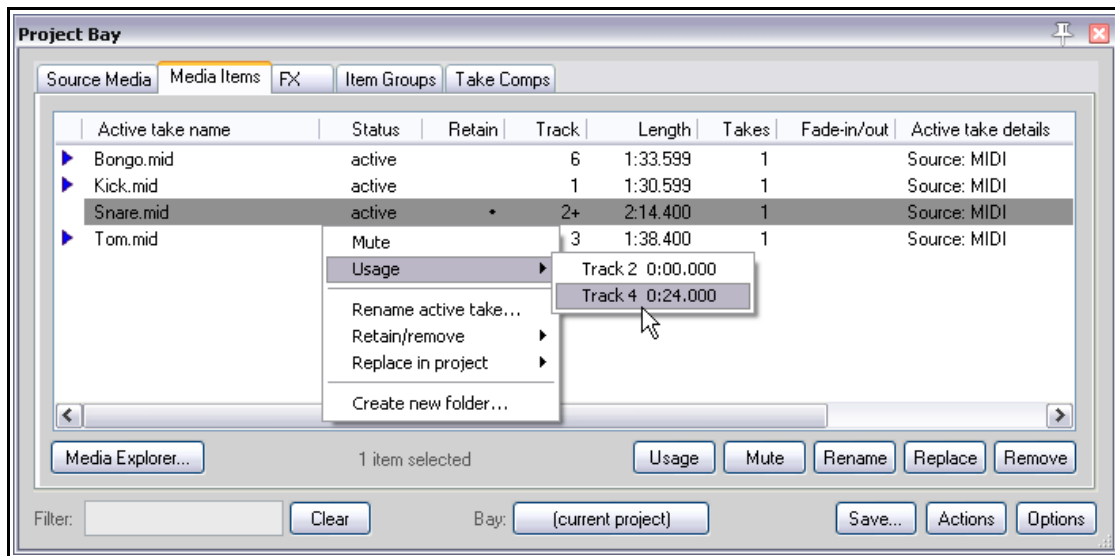 Project Bay
Source Media Media Items FX Item Groups Take Comps
Active take name Status Retain Track Length Takes Fade-in/out Active take details
Bongo.mid active 6 1:33.599 1 Source: MIDI
Kick.mid active 1 1:30.599 1 Source: MIDI
Snare.mid active • 2+ 2:14.400 1 Source: MIDI
Tom.mid 3 1:38.400 1 Source: MIDI
Mute
Usage
Track 2 0:00.000
Track 4 0:24.000
Rename active take...
Retain/remove
Replace in project
Create new folder...
Media Explorer... 1 item selected Usage Mute Rename Replace Remove
Filter: Clear Bay: (current project) Save... Actions Options